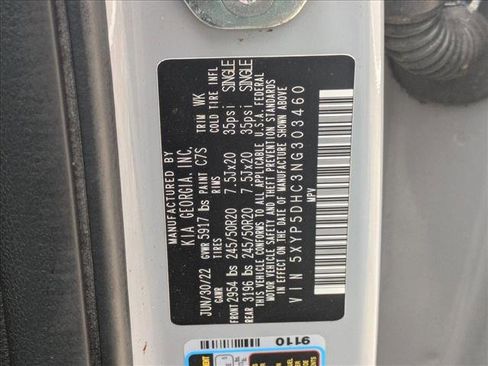 MANUFACTURED BY
KIA GEORGIA, INC.
JUN/30/22 GVWR 5917 lbs PAINT C7S TRIM WK
GAWR TIRES RIMS COLD TIRE INFL
FRONT 2954 lbs 245/50R20 7.5Jx20 35psi SINGLE
REAR 3196 lbs 245/50R20 7.5Jx20 35psi SINGLE
THIS VEHICLE CONFORMS TO ALL APPLICABLE U.S.A. FEDERAL
MOTOR VEHICLE SAFETY AND THEFT PREVENTION STANDARDS
IN EFFECT ON THE DATE OF MANUFACTURE SHOWN ABOVE
VIN 5XYP5DHC3NG303460
MPV
9110